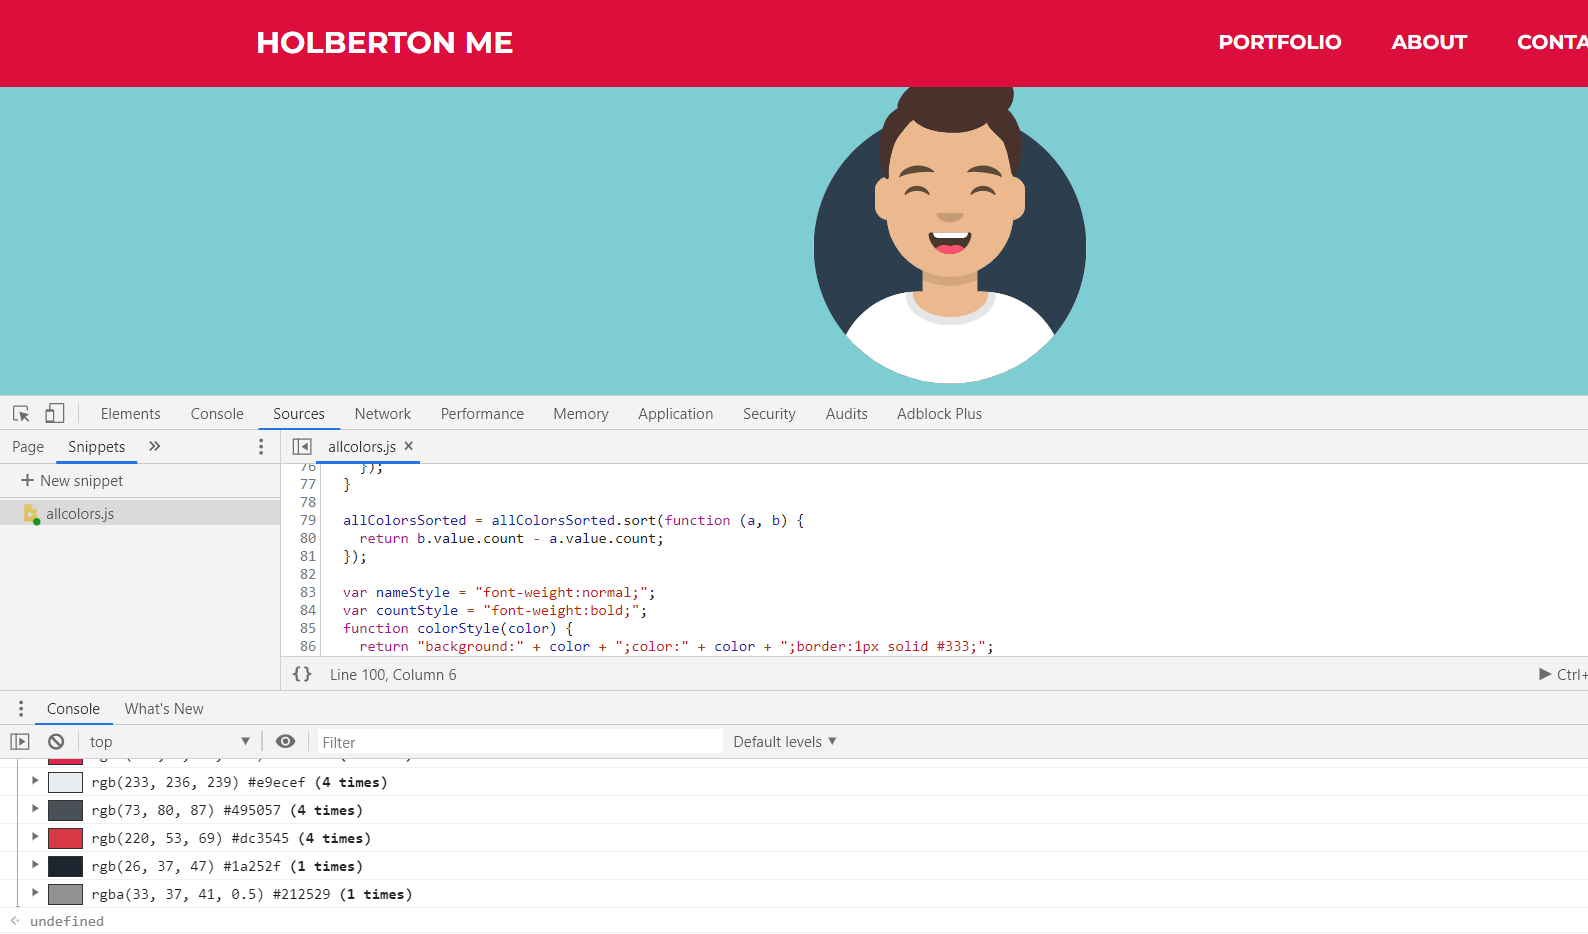 HOLBERTON ME
PORTFOLIO ABOUT CONTA
Elements Console Sources Network Performance Memory Application Security Audits Adblock Plus
Page Snippets » allcolors.js ×
+ New snippet
allcolors.js
76 });
77 }
78
79 allColorsSorted = allColorsSorted.sort(function (a, b) {
80 return b.value.count - a.value.count;
81 });
82
83 var nameStyle = "font-weight:normal;";
84 var countStyle = "font-weight:bold;";
85 function colorStyle(color) {
86 return "background:" + color + ";color:" + color + ";border:1px solid #333;";
{} Line 100, Column 6 Ctrl+
Console What's New
top Filter Default levels
rgb(233, 236, 239) #e9ecef (4 times)
rgb(73, 80, 87) #495057 (4 times)
rgb(220, 53, 69) #dc3545 (4 times)
rgb(26, 37, 47) #1a252f (1 times)
rgba(33, 37, 41, 0.5) #212529 (1 times)
undefined